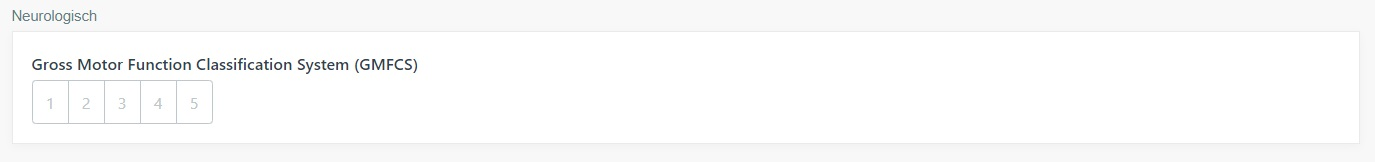 Neurologisch
Gross Motor Function Classification System (GMFCS)
1 2 3 4 5